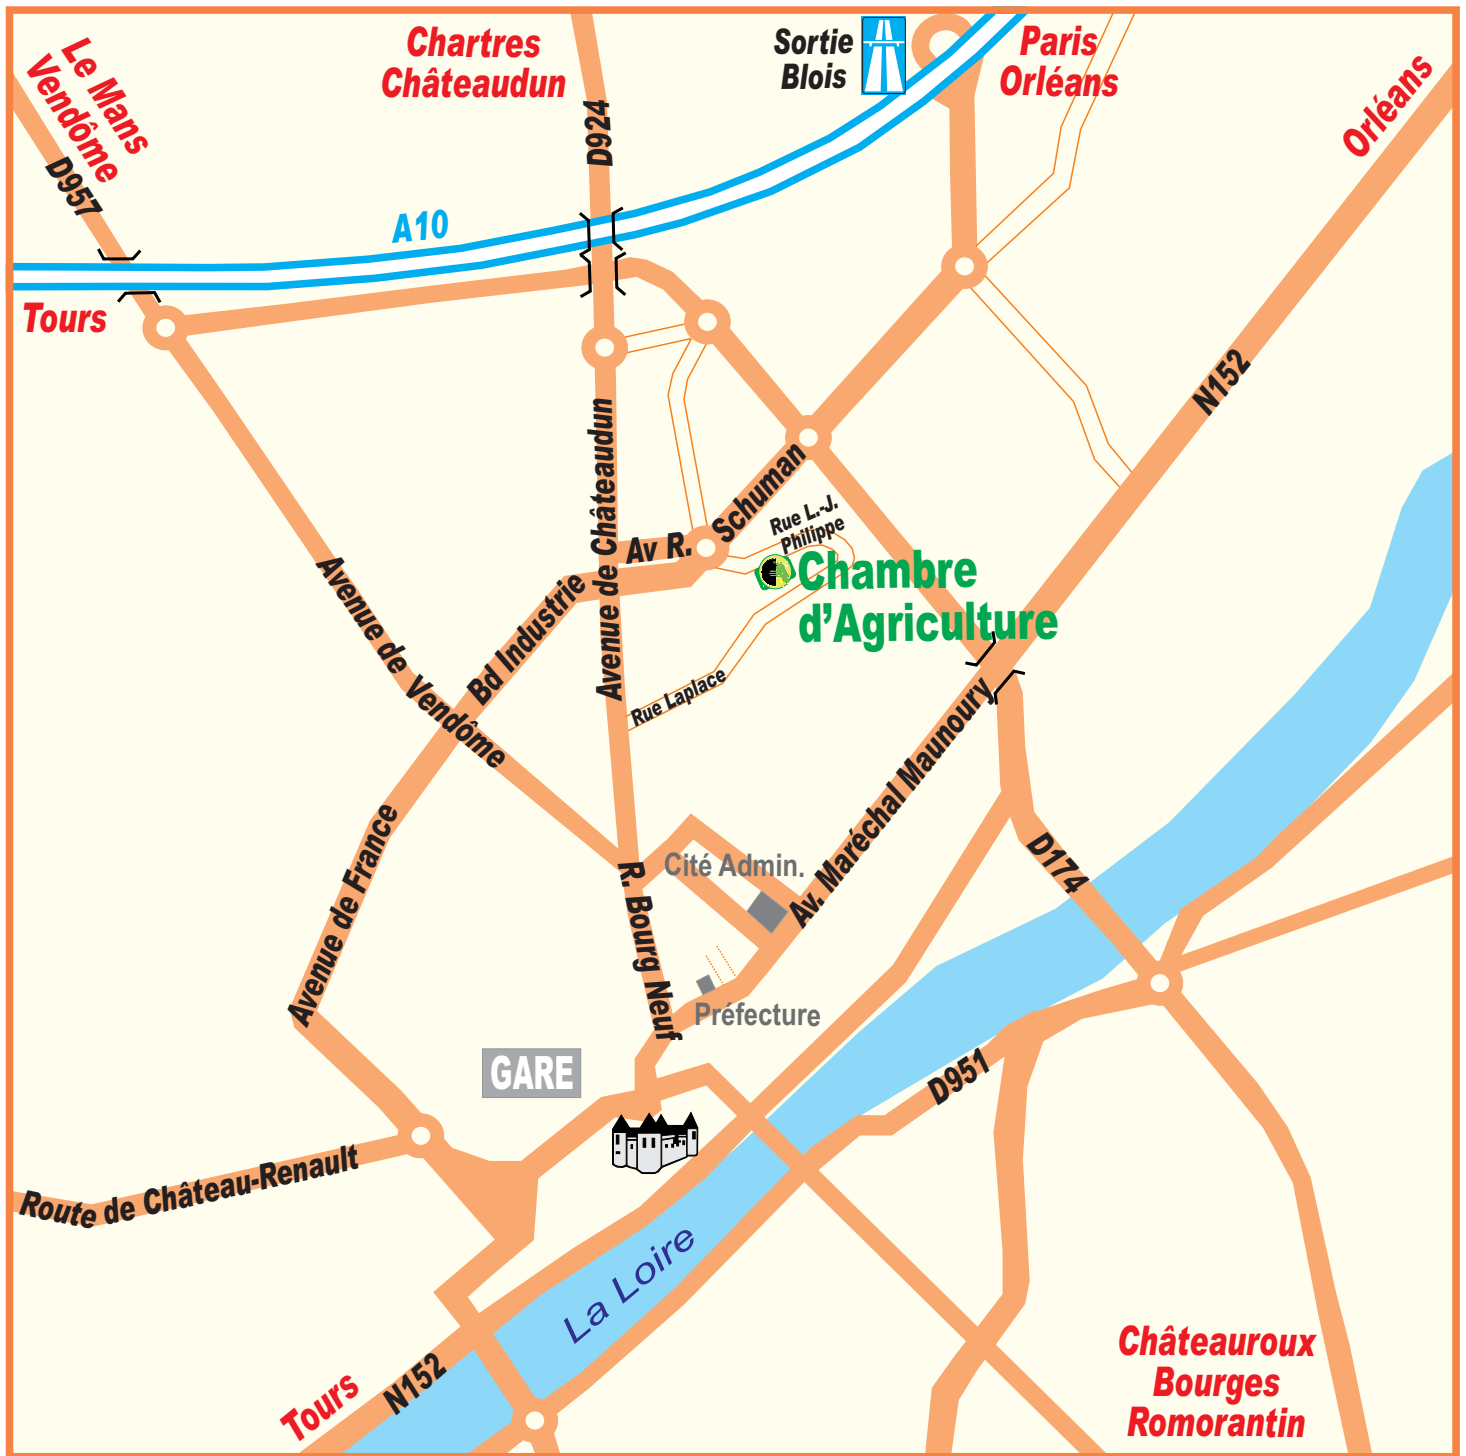 Le Mans
Vendôme
D957
Chartres
Châteaudun
D924
Sortie
Blois
Paris
Orléans
Orléans
A10
Tours
N152
Avenue de Châteaudun
Schuman
Av R.
Rue L.-J.
Philippe
Chambre
d’Agriculture
Avenue de Vendôme
Bd Industrie
Rue Laplace
Av. Maréchal Maunoury
Avenue de France
Cité Admin.
R. Bourg Neuf
D174
Préfecture
GARE
D951
Route de Château-Renault
La Loire
Tours
N152
Châteauroux
Bourges
Romorantin